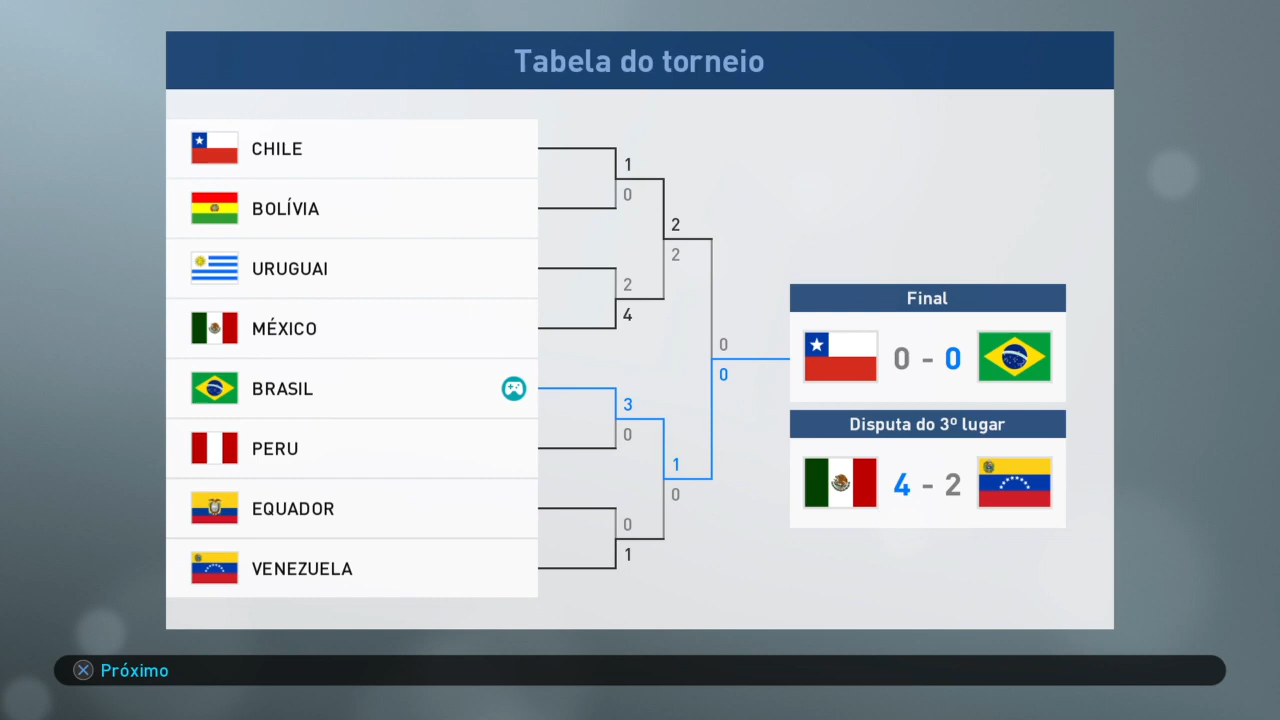 Tabela do torneio
CHILE
BOLÍVIA
URUGUAI
MÉXICO
BRASIL
PERU
EQUADOR
VENEZUELA
1
0
2
4
3
0
0
1
2
2
1
0
0
0
Final
0 - 0
Disputa do 3º lugar
4 - 2
Próximo